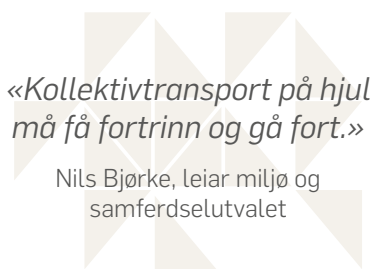 «Kollektivtransport på hjul
må få fortrinn og gå fort.»
Nils Bjørke, leiar miljø og
samferdselutvalet